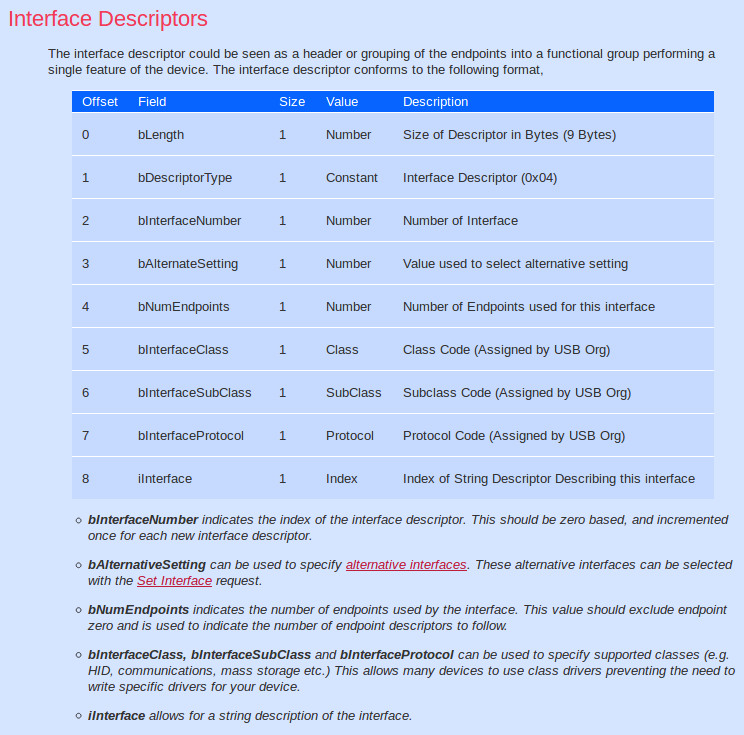 Interface Descriptors
The interface descriptor could be seen as a header or grouping of the endpoints into a functional group performing a
single feature of the device. The interface descriptor conforms to the following format,
Offset Field Size Value Description
0 bLength 1 Number Size of Descriptor in Bytes (9 Bytes)
1 bDescriptorType 1 Constant Interface Descriptor (0x04)
2 bInterfaceNumber 1 Number Number of Interface
3 bAlternateSetting 1 Number Value used to select alternative setting
4 bNumEndpoints 1 Number Number of Endpoints used for this interface
5 bInterfaceClass 1 Class Class Code (Assigned by USB Org)
6 bInterfaceSubClass 1 SubClass Subclass Code (Assigned by USB Org)
7 bInterfaceProtocol 1 Protocol Protocol Code (Assigned by USB Org)
8 iInterface 1 Index Index of String Descriptor Describing this interface
bInterfaceNumber indicates the index of the interface descriptor. This should be zero based, and incremented
once for each new interface descriptor.
bAlternativeSetting can be used to specify alternative interfaces. These alternative interfaces can be selected
with the Set Interface request.
bNumEndpoints indicates the number of endpoints used by the interface. This value should exclude endpoint
zero and is used to indicate the number of endpoint descriptors to follow.
bInterfaceClass, bInterfaceSubClass and bInterfaceProtocol can be used to specify supported classes (e.g.
HID, communications, mass storage etc.) This allows many devices to use class drivers preventing the need to
write specific drivers for your device.
iInterface allows for a string description of the interface.